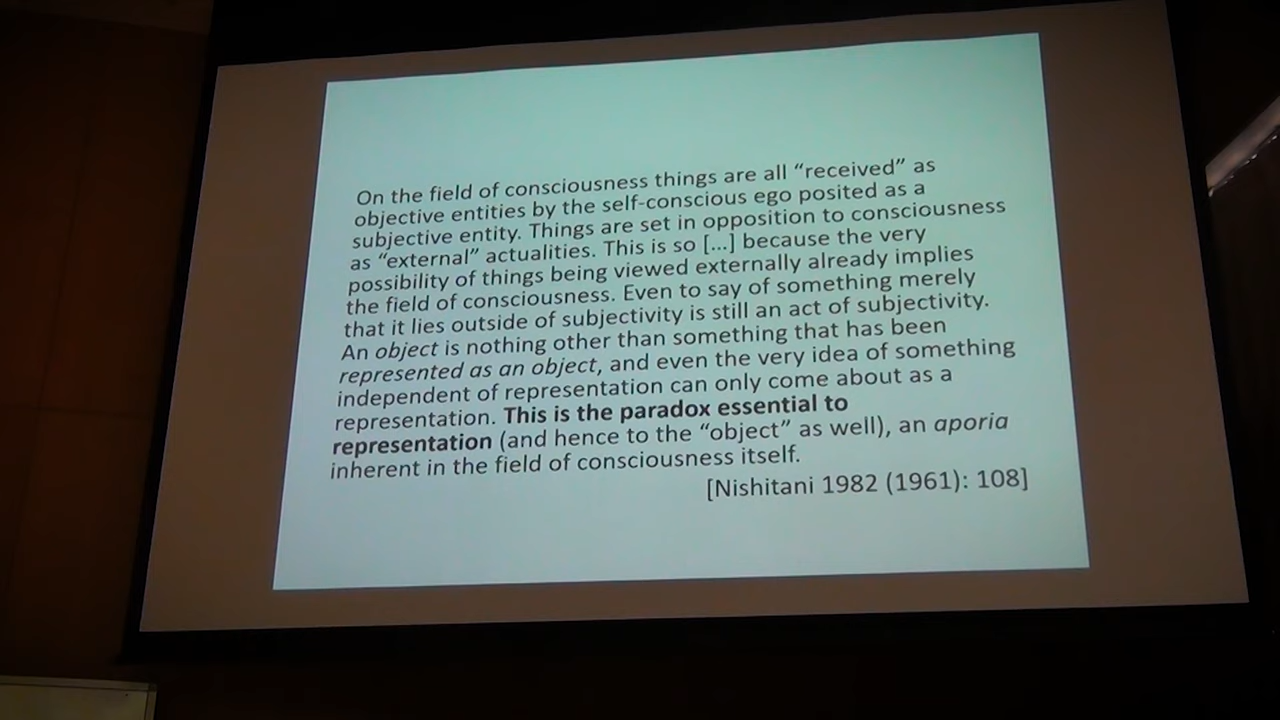 On the field of consciousness things are all “received” as
objective entities by the self-conscious ego posited as a
subjective entity. Things are set in opposition to consciousness
as “external” actualities. This is so [...] because the very
possibility of things being viewed externally already implies
the field of consciousness. Even to say of something merely
that it lies outside of subjectivity is still an act of subjectivity.
An object is nothing other than something that has been
represented as an object, and even the very idea of something
independent of representation can only come about as a
representation. This is the paradox essential to
representation (and hence to the “object” as well), an aporia
inherent in the field of consciousness itself.
[Nishitani 1982 (1961): 108]